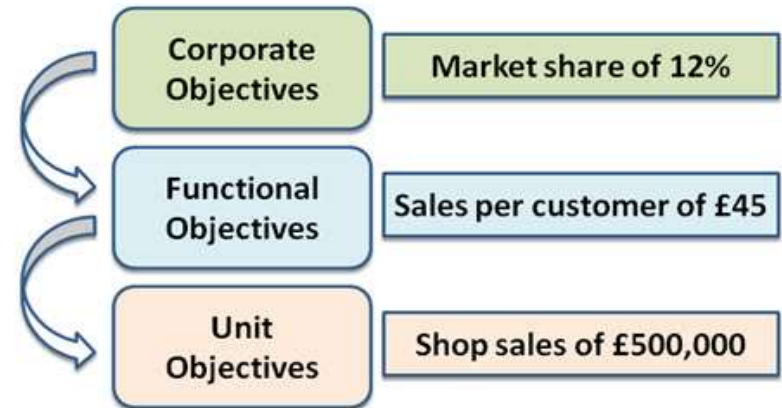 Corporate
Objectives
Market share of 12%
Functional
Objectives
Sales per customer of £45
Unit
Objectives
Shop sales of £500,000